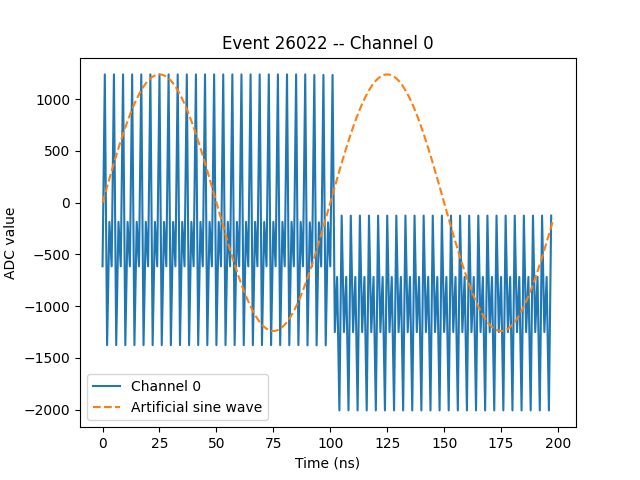 Event 26022 -- Channel 0
ADC value
1000
500
0
−500
−1000
−1500
−2000
Channel 0
Artificial sine wave
0 25 50 75 100 125 150 175 200
Time (ns)